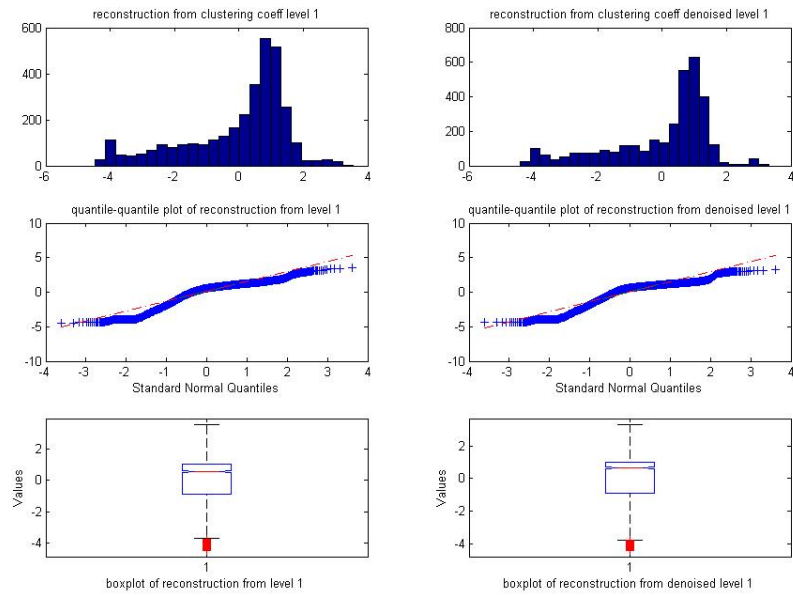 reconstruction from clustering coeff level 1
600
400
200
0
-6 -4 -2 0 2 4
reconstruction from clustering coeff denoised level 1
800
600
400
200
0
-6 -4 -2 0 2 4
quantile-quantile plot of reconstruction from level 1
10
5
0
-5
-10
-4 -3 -2 -1 0 1 2 3 4
Standard Normal Quantiles
quantile-quantile plot of reconstruction from denoised level 1
10
5
0
-5
-10
-4 -3 -2 -1 0 1 2 3 4
Standard Normal Quantiles
Values
2
0
-2
-4
1
boxplot of reconstruction from level 1
Values
2
0
-2
-4
1
boxplot of reconstruction from denoised level 1